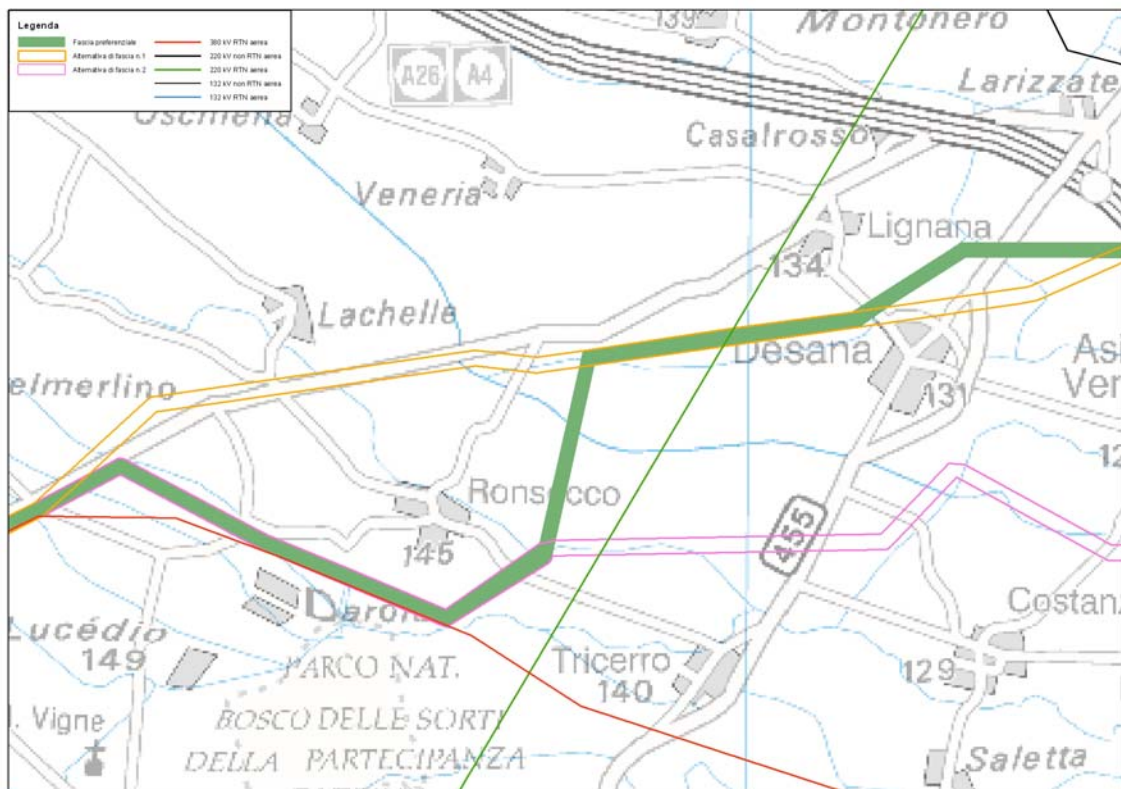 Legenda
Fascia preferenziale
Alternativa di fascia n.1
Alternativa di fascia n.2
380 kV RTN aerea
220 kV non RTN aerea
220 kV RTN aerea
132 kV non RTN aerea
132 kV RTN aerea
139
Montonero
A26 A4
Larizzate
Casalrosso
Veneria
Lignana
134
Lachelle
Desana
131
elmerlino
Ronsecco
145
455
Lucédio
149
Tricerro
140
129
PARCO NAT.
BOSCO DELLE SORTI
DELLA PARTECIPANZA
Vigne
Saletta